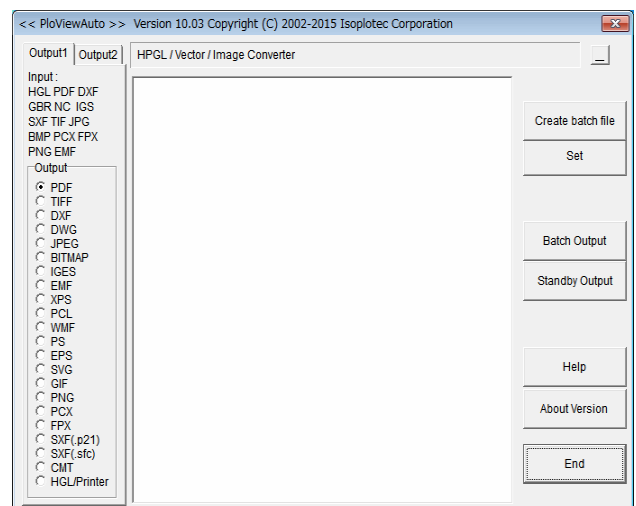 << PloViewAuto >> Version 10.03 Copyright (C) 2002-2015 Isoplotec Corporation
Output1 Output2
HPGL / Vector / Image Converter
Input :
HGL PDF DXF
GBR NC IGS
SXF TIF JPG
BMP PCX FPX
PNG EMF
Output
PDF
TIFF
DXF
DWG
JPEG
BITMAP
IGES
EMF
XPS
PCL
WMF
PS
EPS
SVG
GIF
PNG
PCX
FPX
SXF(.p21)
SXF(.sfc)
CMT
HGL/Printer
Create batch file
Set
Batch Output
Standby Output
Help
About Version
End